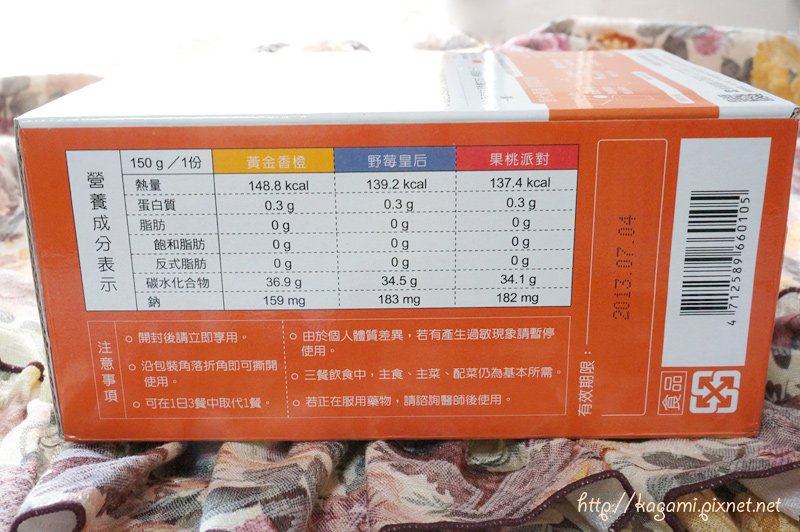 營養成分表示
150 g／1份 黃金香橙 野莓皇后 果桃派對
熱量 148.8 kcal 139.2 kcal 137.4 kcal
蛋白質 0.3 g 0.3 g 0.3 g
脂肪 0 g 0 g 0 g
飽和脂肪 0 g 0 g 0 g
反式脂肪 0 g 0 g 0 g
碳水化合物 36.9 g 34.5 g 34.1 g
鈉 159 mg 183 mg 182 mg
注意事項
○ 開封後請立即享用。
○ 沿包裝角落折角即可撕開
使用。
○ 可在1日3餐中取代1餐。
○ 由於個人體質差異，若有產生過敏現象請暫停
使用。
○ 三餐飲食中，主食、主菜、配菜仍為基本所需。
○ 若正在服用藥物，請諮詢醫師後使用。
有效期限：
2013.07.04
4 712589 660105
食品
http://kagami.pixnet.net